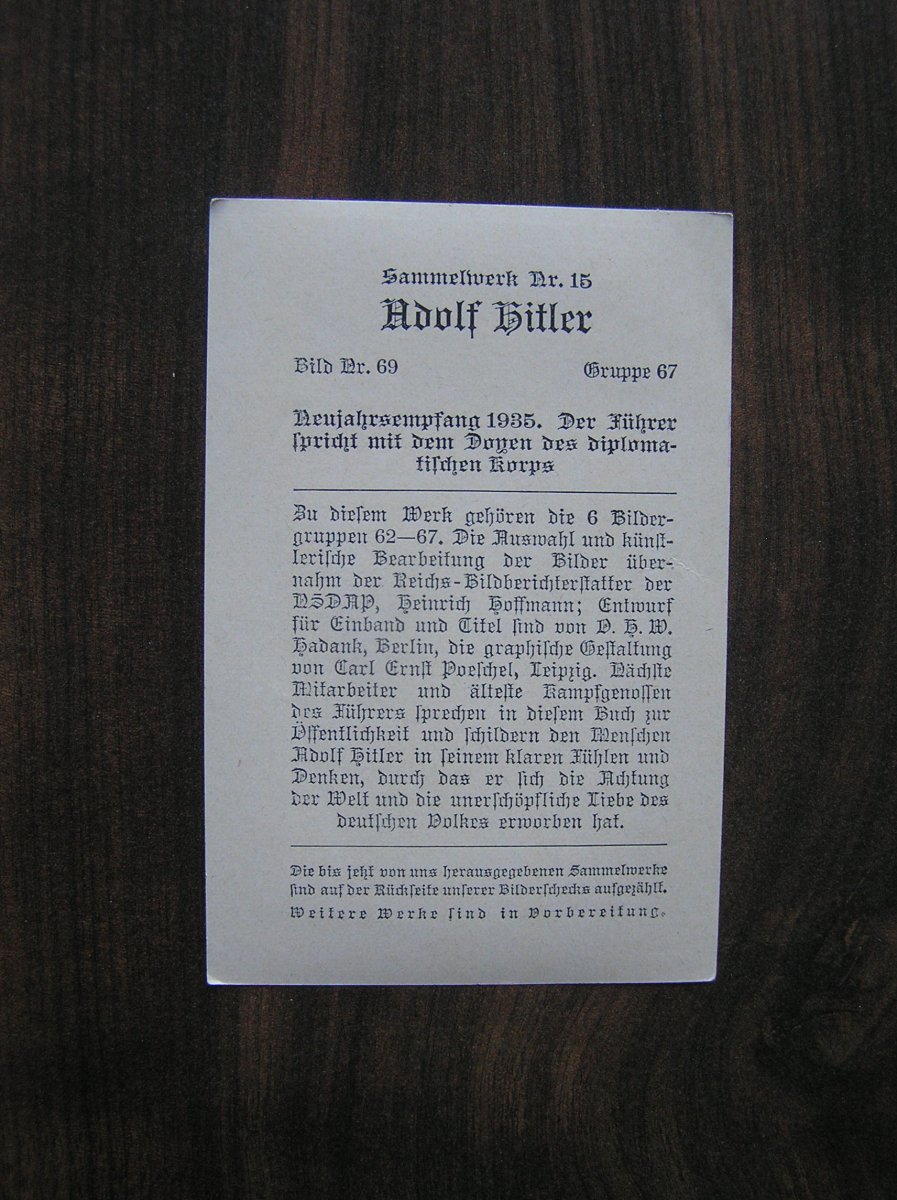 Sammelwerk Nr. 15
Adolf Hitler
Bild Nr. 69 Gruppe 67
Neujahrsempfang 1935. Der Führer
spricht mit dem Doyen des diploma-
tischen Korps
Zu diesem Werk gehören die 6 Bilder-
gruppen 62—67. Die Auswahl und künst-
lerische Bearbeitung der Bilder über-
nahm der Reichs-Bildberichterstatter der
NSDAP, Heinrich Hoffmann; Entwurf
für Einband und Titel sind von O. H. W.
Hadank, Berlin, die graphische Gestaltung
von Carl Ernst Poeschel, Leipzig. Nächste
Mitarbeiter und älteste Kampfgenossen
des Führers sprechen in diesem Buch zur
Öffentlichkeit und schildern den Menschen
Adolf Hitler in seinem klaren Fühlen und
Denken, durch das er sich die Achtung
der Welt und die unerschöpfliche Liebe des
deutschen Volkes erworben hat.
Die bis jetzt von uns herausgegebenen Sammelwerke
sind auf der Rückseite unserer Bilderschecks aufgezählt.
Weitere Werke sind in Vorbereitung.